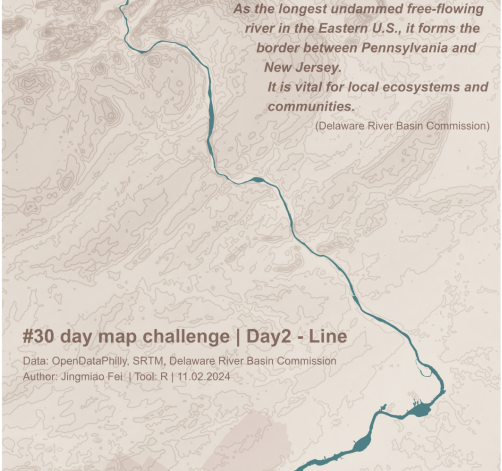 As the longest undammed free-flowing
river in the Eastern U.S., it forms the
border between Pennsylvania and
New Jersey.
It is vital for local ecosystems and
communities.
(Delaware River Basin Commission)
#30 day map challenge | Day2 - Line
Data: OpenDataPhilly, SRTM, Delaware River Basin Commission
Author: Jingmiao Fei | Tool: R | 11.02.2024